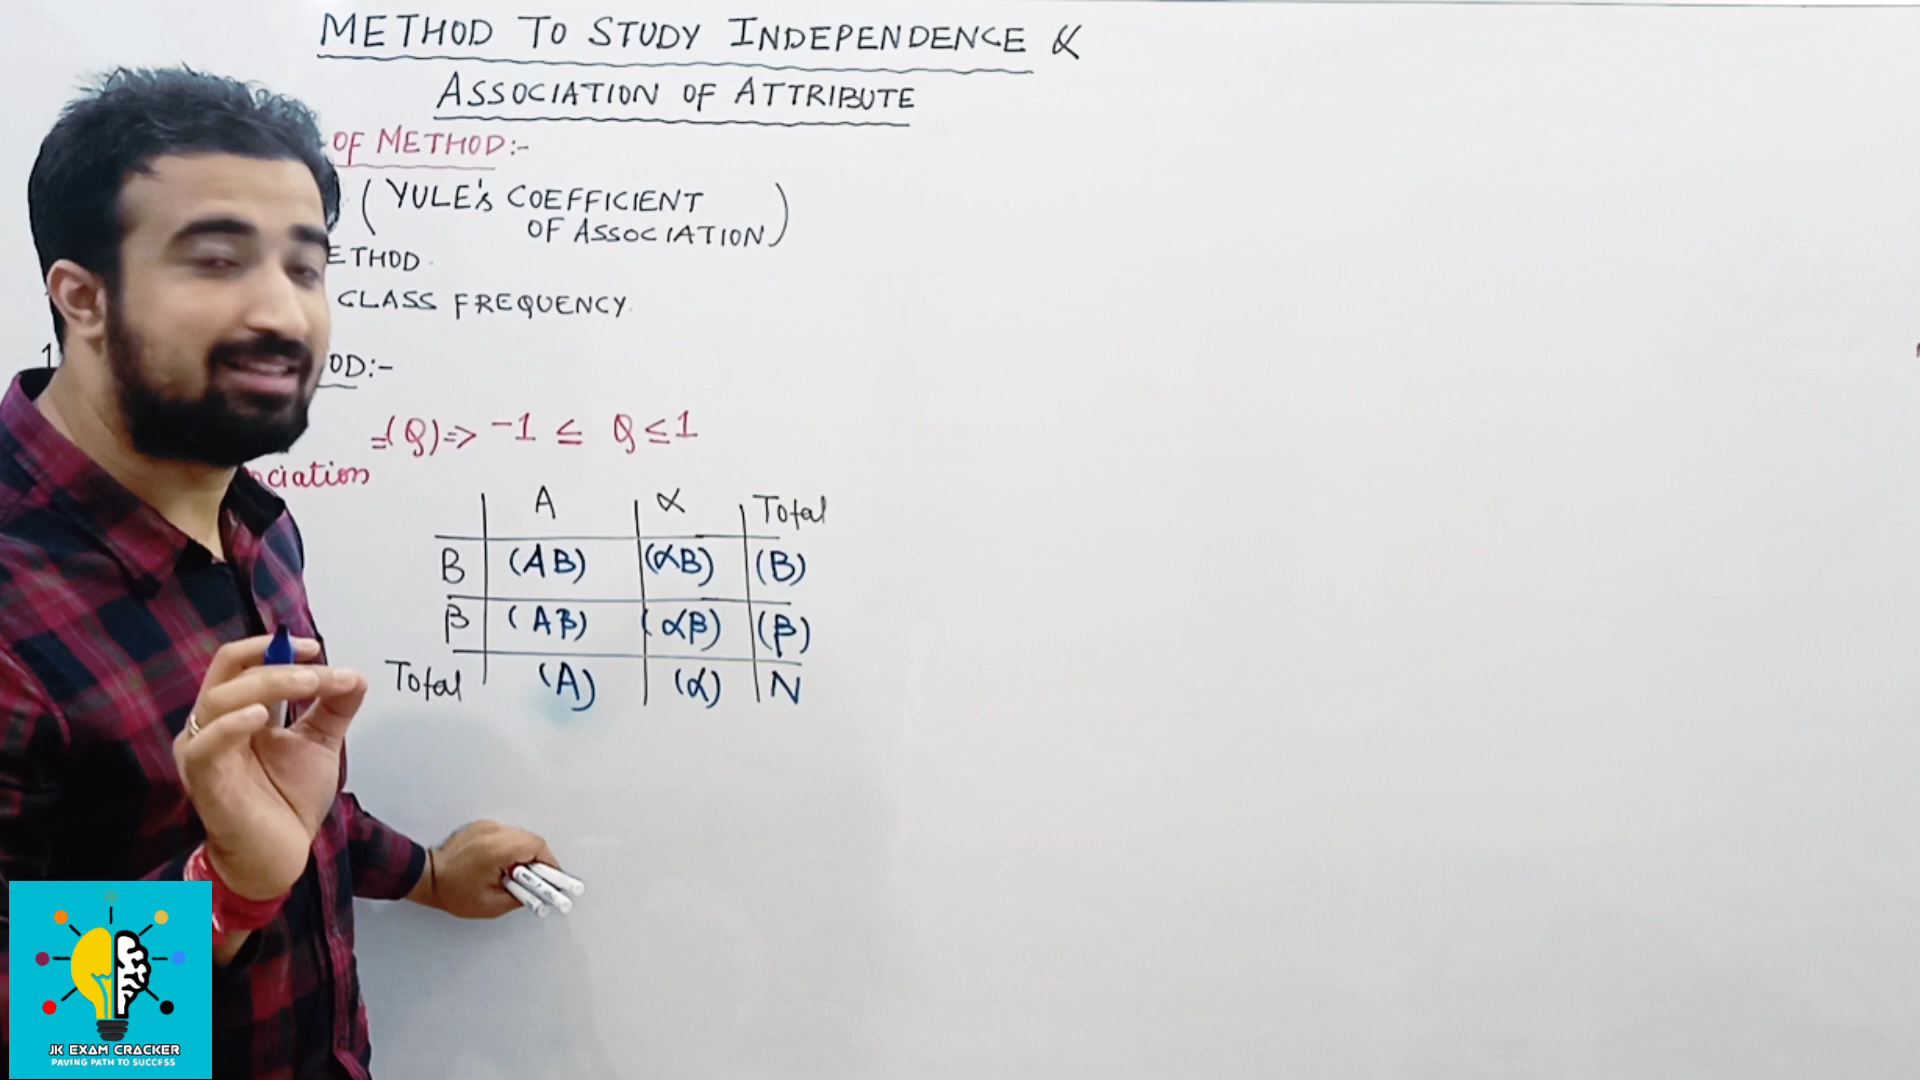 METHOD TO STUDY INDEPENDENCE &
ASSOCIATION OF ATTRIBUTE
OF METHOD:-
(YULE's COEFFICIENT
OF ASSOCIATION)
ETHOD
CLASS FREQUENCY.
1
OD:-
=(Q)=> -1 ≤ Q ≤ 1
ciation
A α Total
B (AB) (αB) (B)
β (Aβ) (αβ) (β)
Total (A) (α) N
JK EXAM CRACKER
PAVING PATH TO SUCCESS